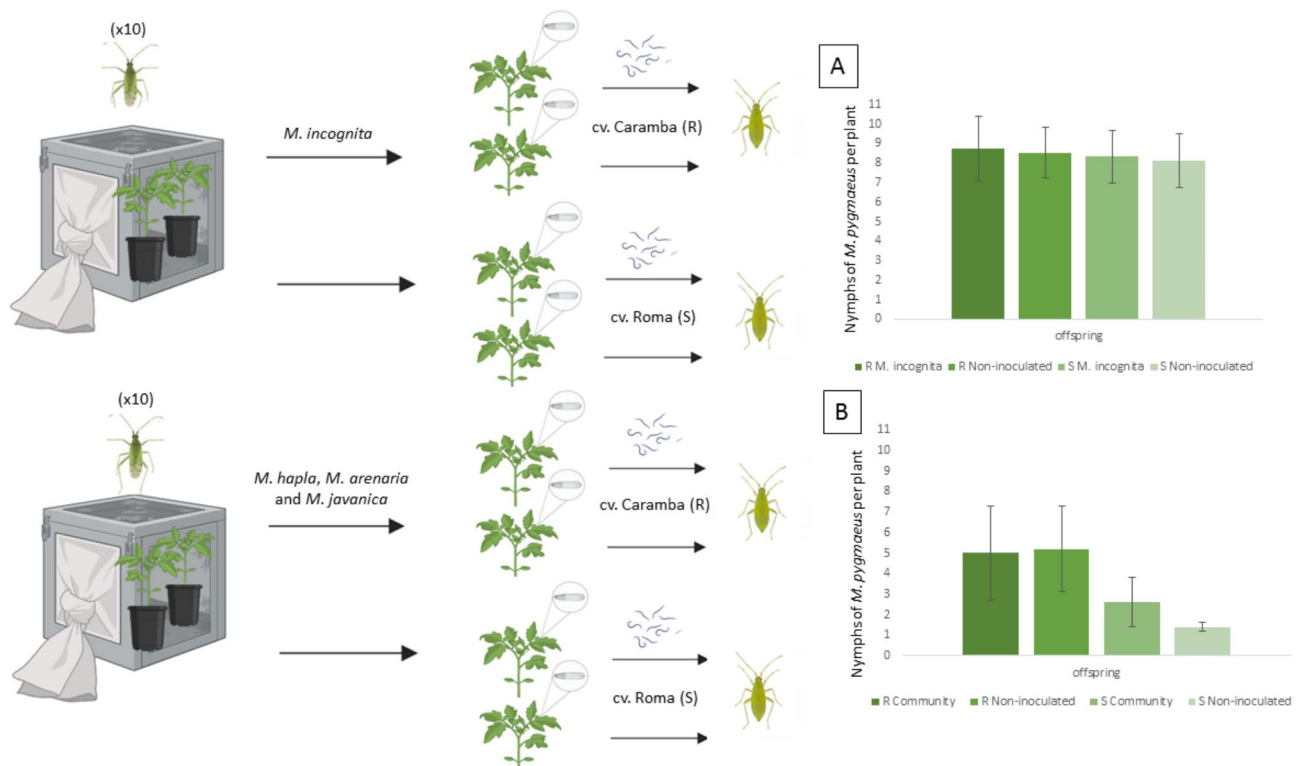 (x10)
M. incognita
cv. Caramba (R)
cv. Roma (S)
A
Nymphs of M. pygmaeus per plant
11
10
9
8
7
6
5
4
3
2
1
0
offspring
R M. incognita R Non-inoculated S M. incognita S Non-inoculated
(x10)
M. hapla, M. arenaria
and M. javanica
cv. Caramba (R)
cv. Roma (S)
B
Nymphs of M. pygmaeus per plant
11
10
9
8
7
6
5
4
3
2
1
0
offspring
R Community R Non-inoculated S Community S Non-inoculated